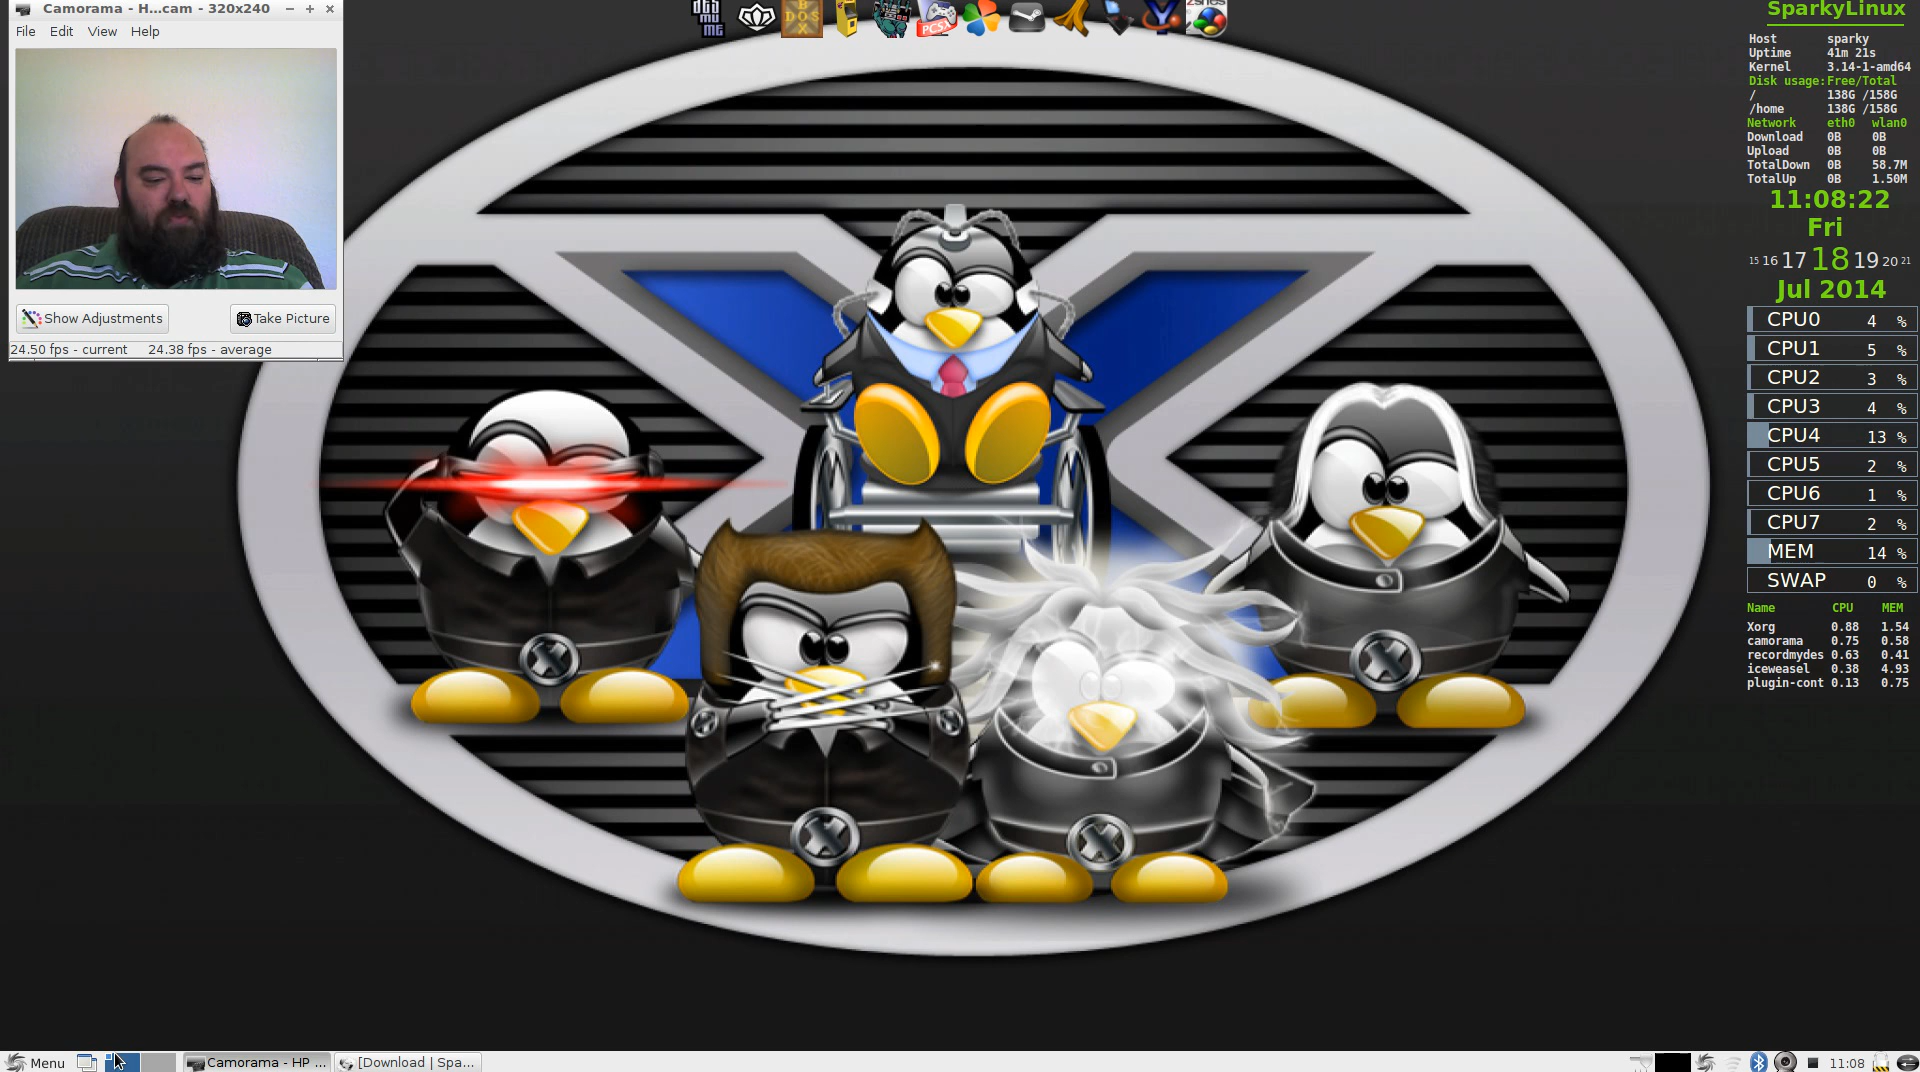 Camorama - H...cam - 320x240
File Edit View Help
Show Adjustments
Take Picture
24.50 fps - current 24.38 fps - average
DOS
PCSX
zsnes
SparkyLinux
Host sparky
Uptime 41m 21s
Kernel 3.14-1-amd64
Disk usage:Free/Total
/ 138G /158G
/home 138G /158G
Network eth0 wlan0
Download 0B 0B
Upload 0B 0B
TotalDown 0B 58.7M
TotalUp 0B 1.50M
11:08:22
Fri
15 16 17 18 19 20 21
Jul 2014
CPU0 4 %
CPU1 5 %
CPU2 3 %
CPU3 4 %
CPU4 13 %
CPU5 2 %
CPU6 1 %
CPU7 2 %
MEM 14 %
SWAP 0 %
Name CPU MEM
Xorg 0.88 1.54
camorama 0.75 0.58
recordmydes 0.63 0.41
iceweasel 0.38 4.93
plugin-cont 0.13 0.75
X
X
X
X
Menu
Camorama - HP ...
[Download | Spa...
11:08